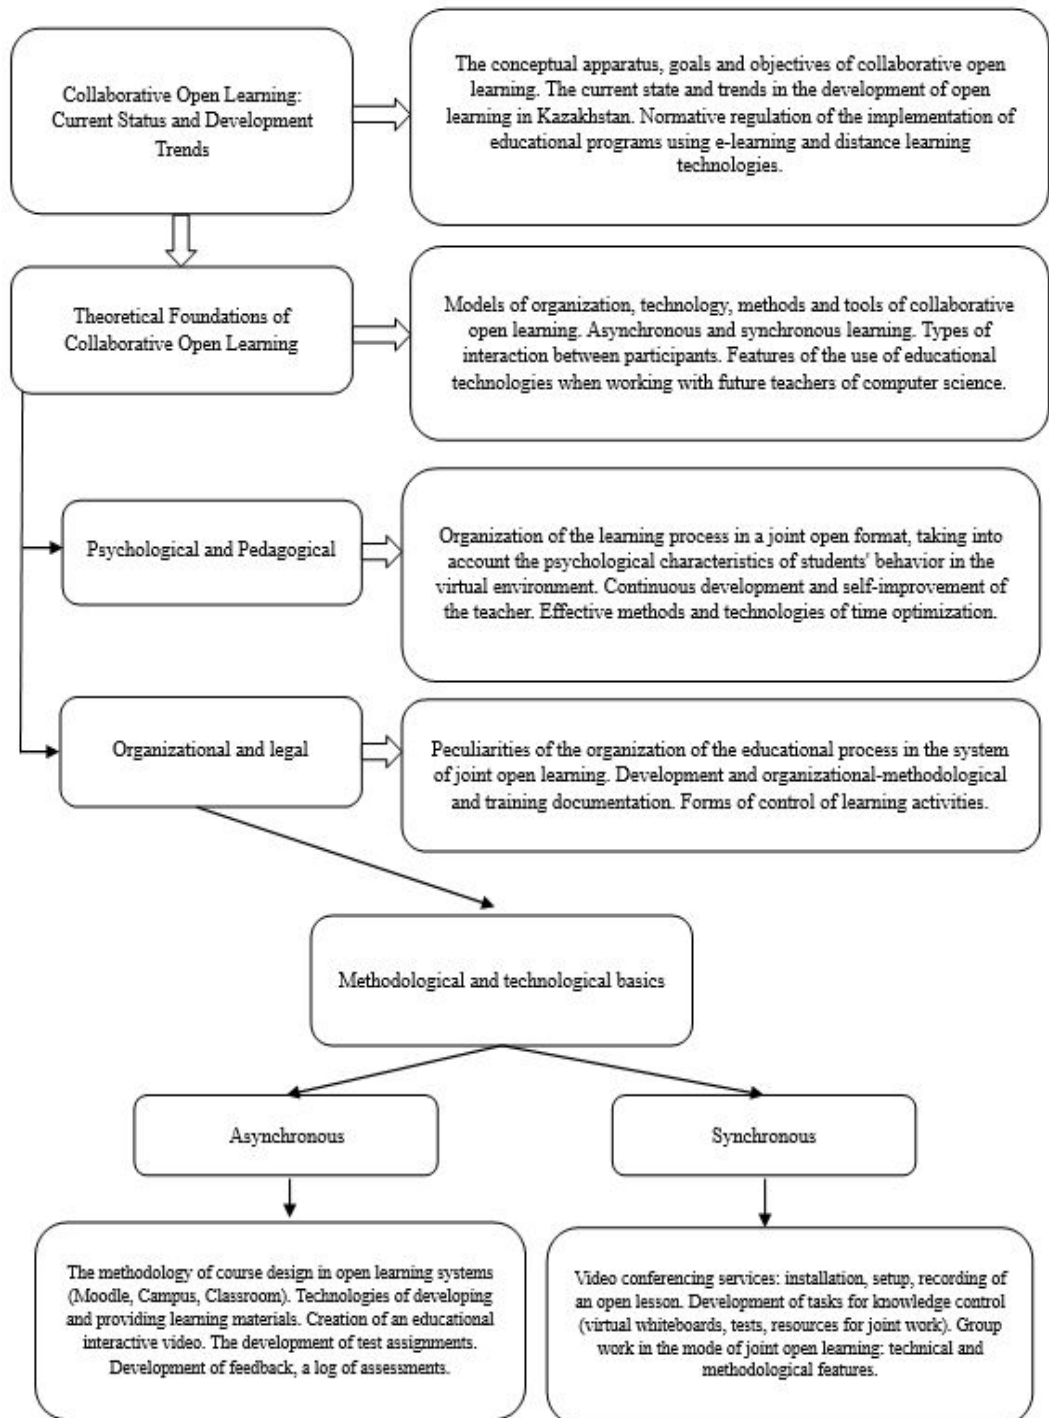 Collaborative Open Learning:
Current Status and Development
Trends
The conceptual apparatus, goals and objectives of collaborative open
learning. The current state and trends in the development of open
learning in Kazakhstan. Normative regulation of the implementation of
educational programs using e-learning and distance learning
technologies.
Theoretical Foundations of
Collaborative Open Learning
Models of organization, technology, methods and tools of collaborative
open learning. Asynchronous and synchronous learning. Types of
interaction between participants. Features of the use of educational
technologies when working with future teachers of computer science.
Psychological and Pedagogical
Organization of the learning process in a joint open format, taking into
account the psychological characteristics of students' behavior in the
virtual environment. Continuous development and self-improvement of
the teacher. Effective methods and technologies of time optimization.
Organizational and legal
Peculiarities of the organization of the educational process in the system
of joint open learning. Development and organizational-methodological
and training documentation. Forms of control of learning activities.
Methodological and technological basics
Asynchronous
Synchronous
The methodology of course design in open learning systems
(Moodle, Campus, Classroom). Technologies of developing
and providing learning materials. Creation of an educational
interactive video. The development of test assignments.
Development of feedback, a log of assessments.
Video conferencing services: installation, setup, recording of
an open lesson. Development of tasks for knowledge control
(virtual whiteboards, tests, resources for joint work). Group
work in the mode of joint open learning: technical and
methodological features.